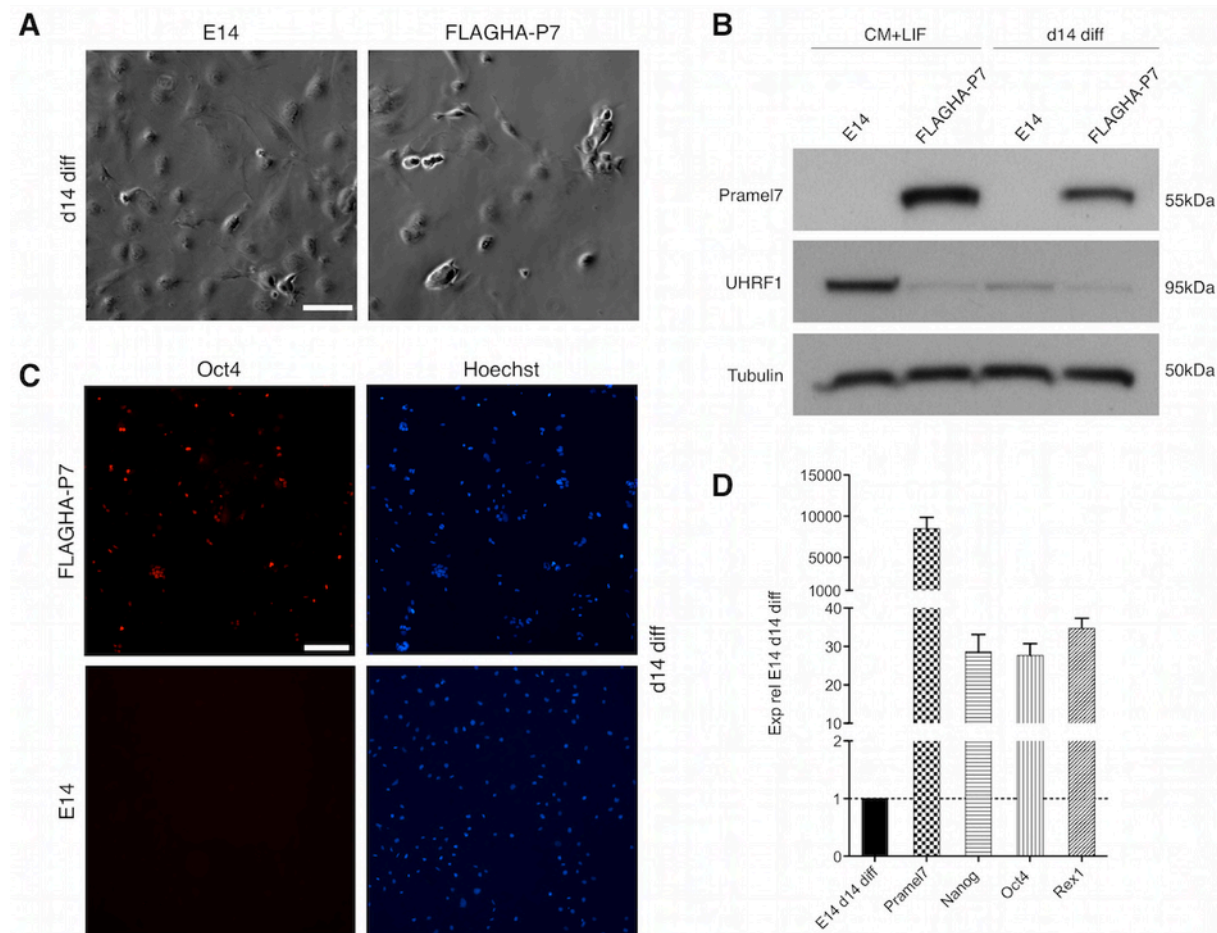 A
E14
FLAGHA-P7
d14 diff
B
CM+LIF
d14 diff
E14
FLAGHA-P7
E14
FLAGHA-P7
Pramel7
55kDa
UHRF1
95kDa
Tubulin
50kDa
C
Oct4
Hoechst
FLAGHA-P7
E14
d14 diff
D
Exp rel E14 d14 diff
15000
10000
5000
1000
40
30
20
10
2
1
0
E14 d14 diff
Pramel7
Nanog
Oct4
Rex1